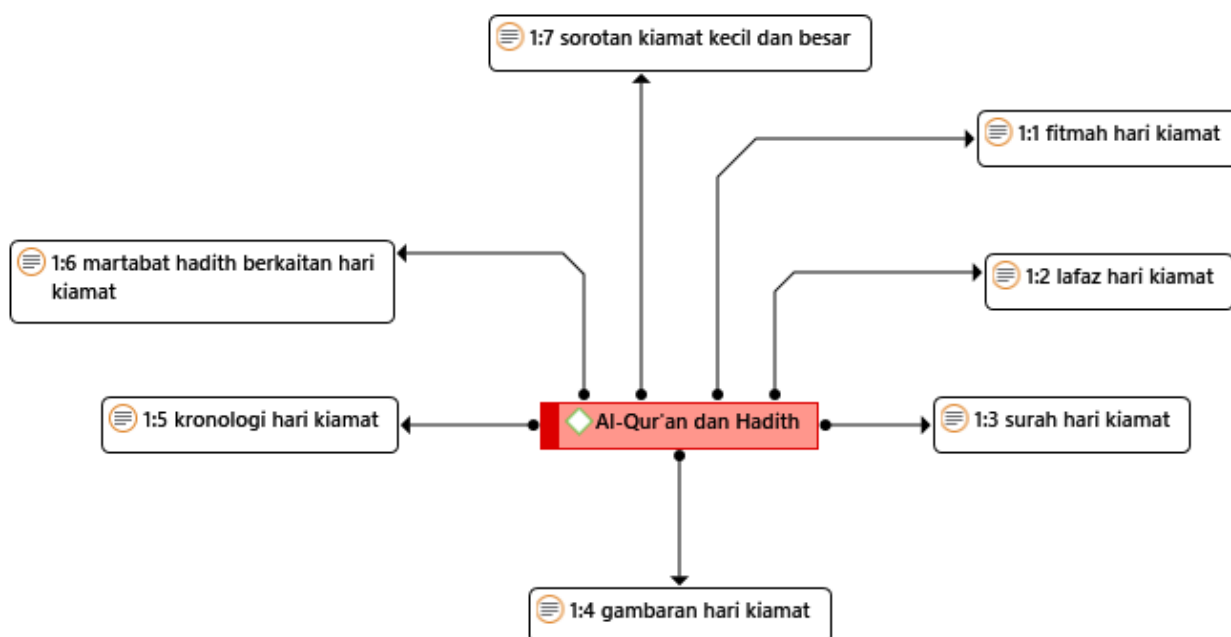 1:7 sorotan kiamat kecil dan besar
1:1 fitmah hari kiamat
1:6 martabat hadith berkaitan hari
kiamat
1:2 lafaz hari kiamat
1:5 kronologi hari kiamat
Al-Qur'an dan Hadith
1:3 surah hari kiamat
1:4 gambaran hari kiamat